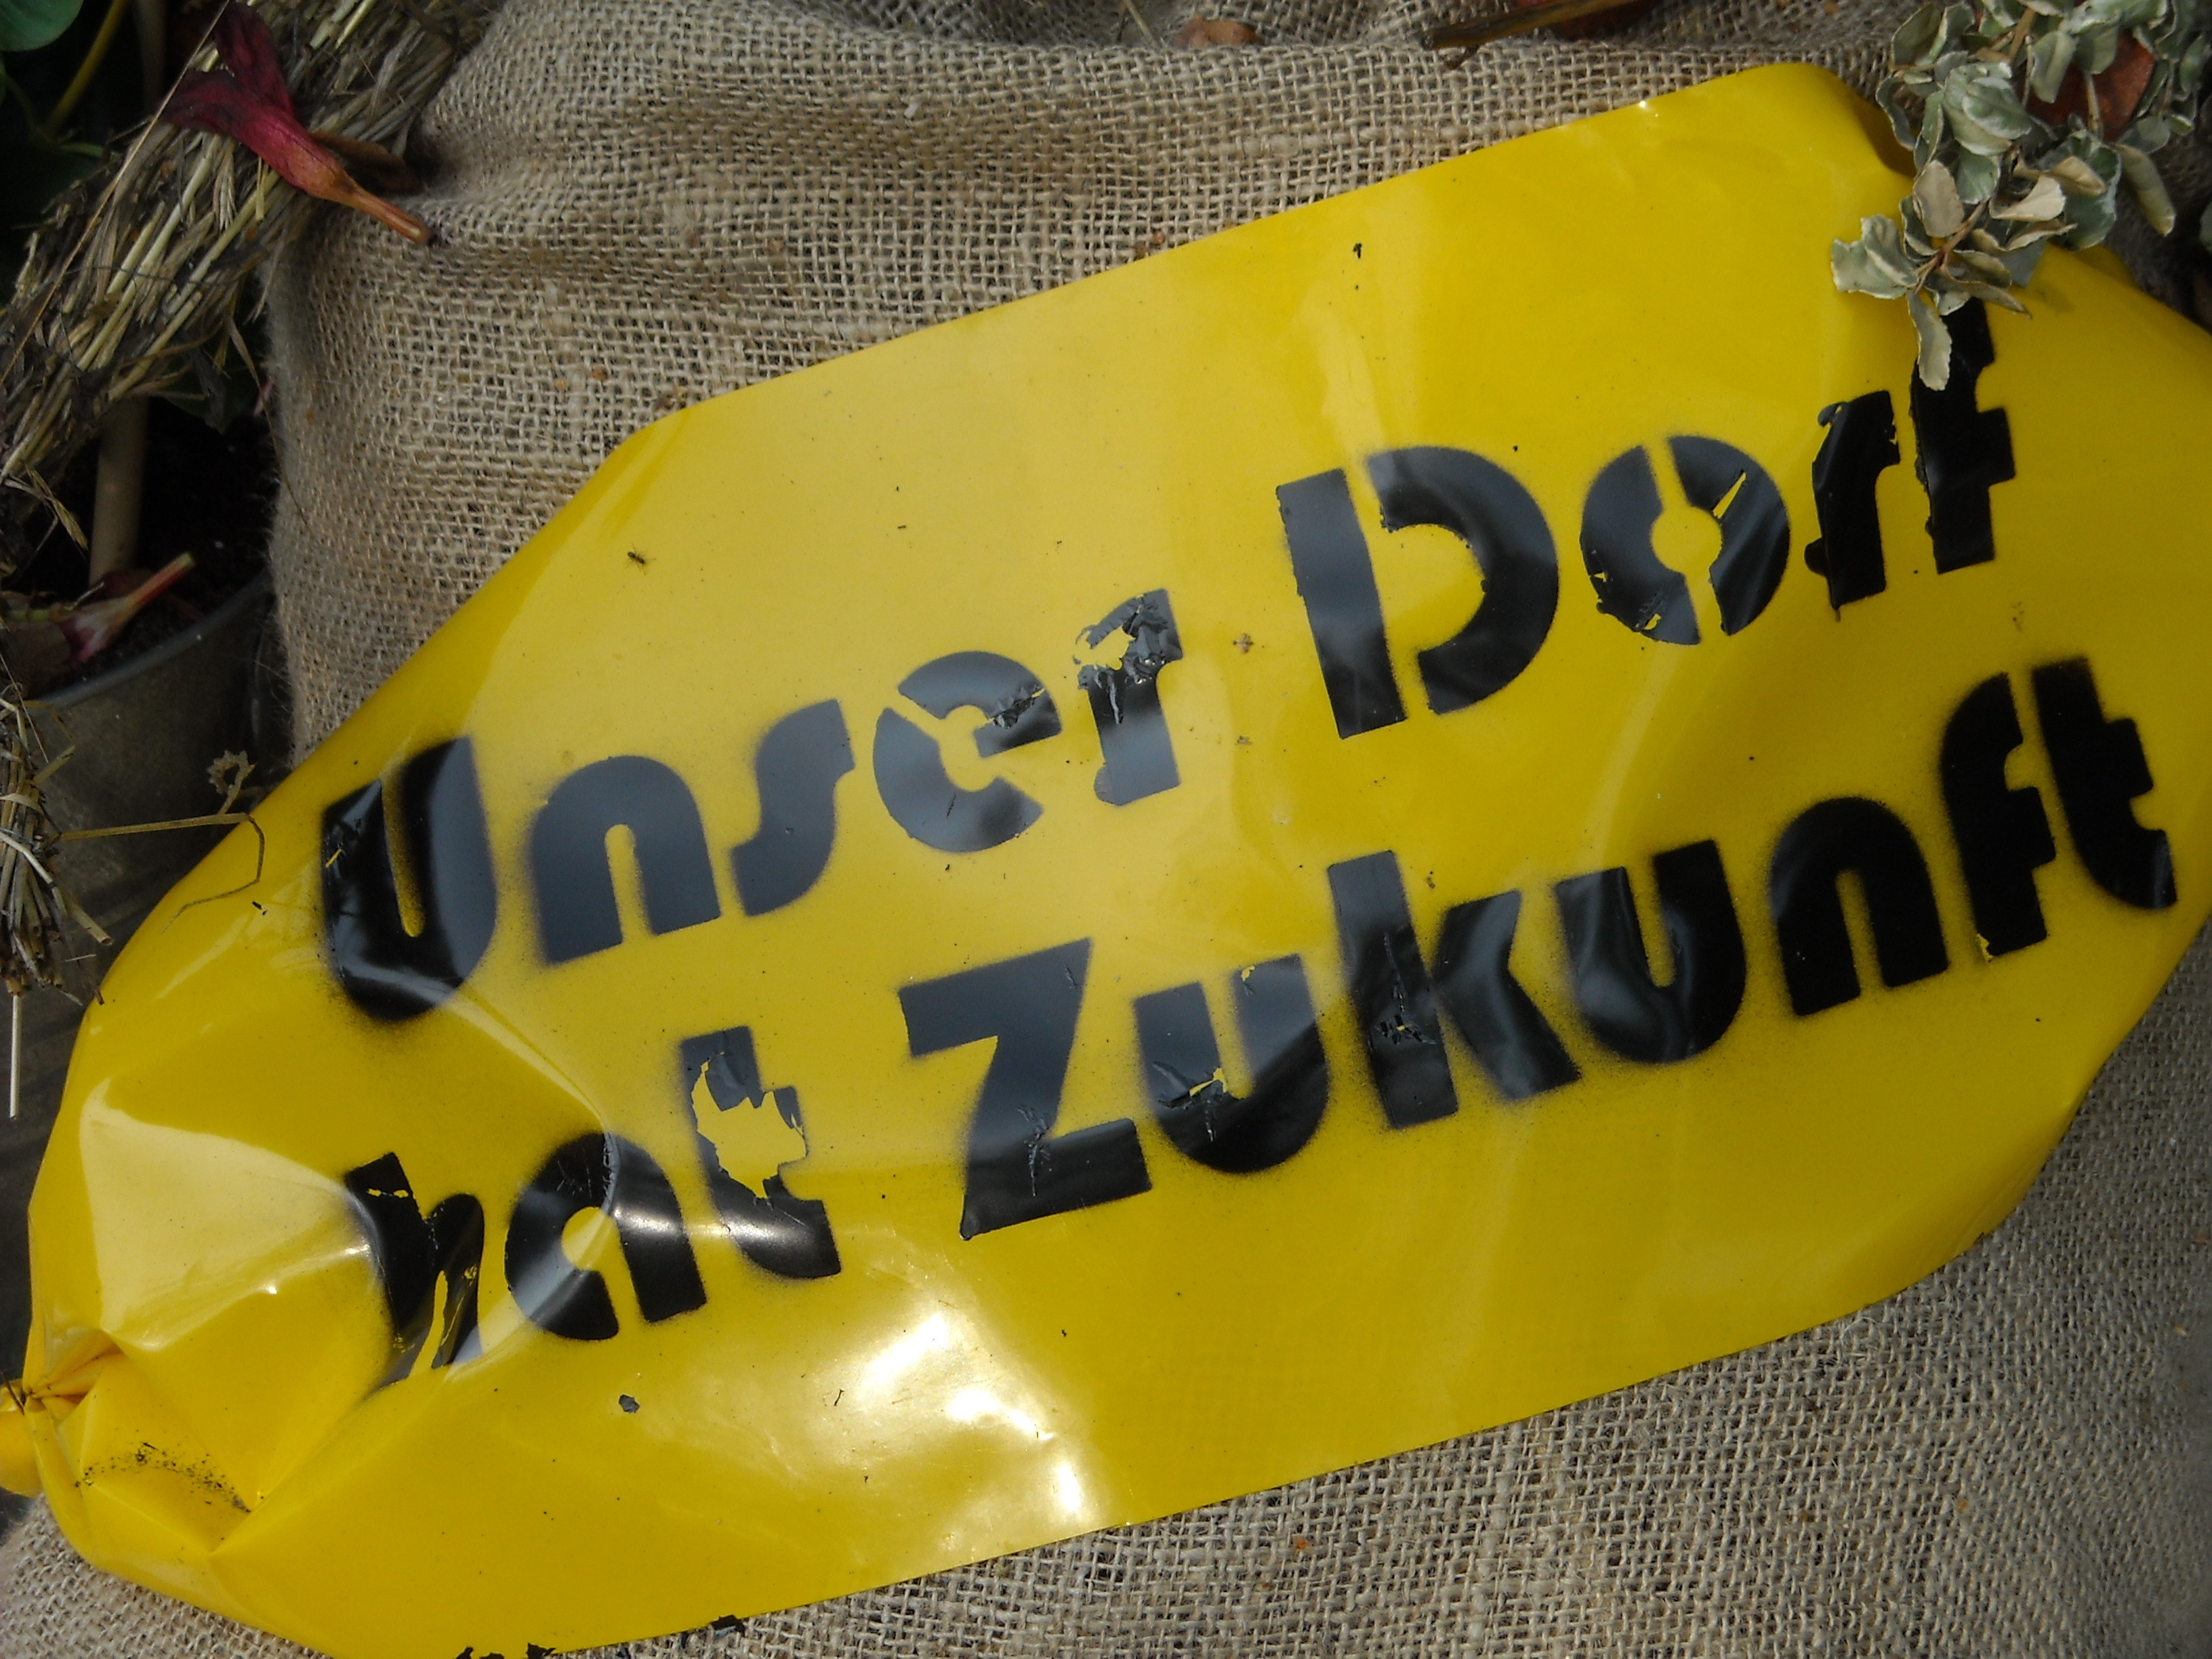 Unser Dorf
hat Zukunft